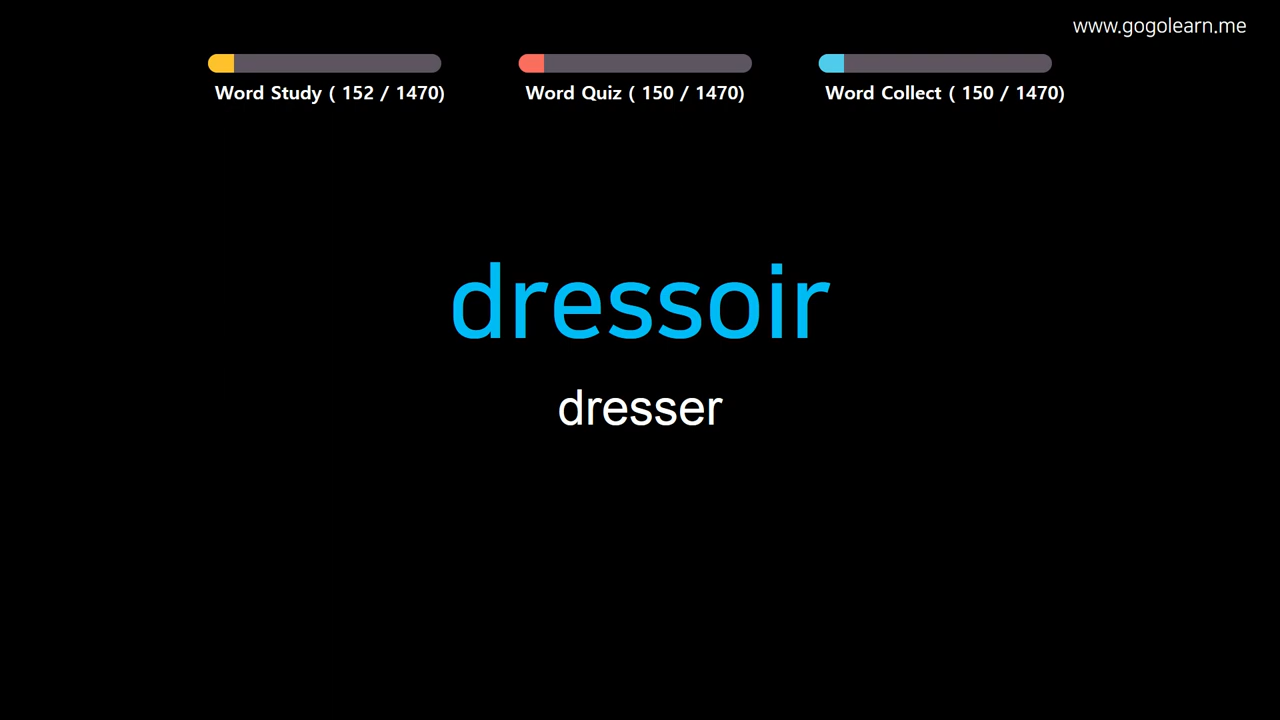 www.gogolearn.me
Word Study ( 152 / 1470)
Word Quiz ( 150 / 1470)
Word Collect ( 150 / 1470)
dressoir
dresser